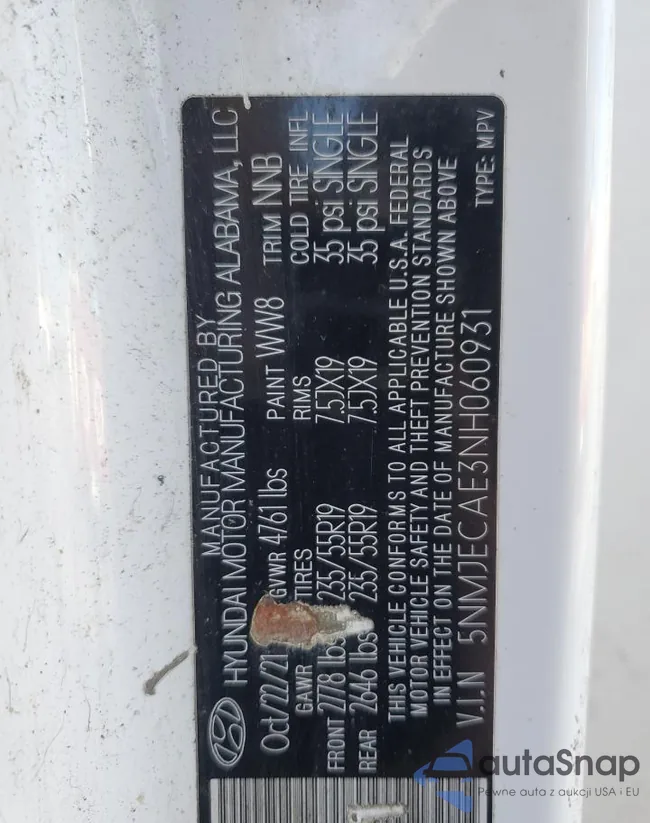 MANUFACTURED BY
HYUNDAI MOTOR MANUFACTURING ALABAMA, LLC
Oct/22/21 GVWR 4761 lbs PAINT WW8 TRIM NNB
GAWR TIRES RIMS COLD TIRE INFL
FRONT 2778 lbs 235/55R19 7.5JX19 35 psi SINGLE
REAR 2646 lbs 235/55R19 7.5JX19 35 psi SINGLE
THIS VEHICLE CONFORMS TO ALL APPLICABLE U.S.A. FEDERAL
MOTOR VEHICLE SAFETY AND THEFT PREVENTION STANDARDS
IN EFFECT ON THE DATE OF MANUFACTURE SHOWN ABOVE
V.I.N 5NMJECAE3NH060931 TYPE: MPV
autaSnap
Pewne auta z aukcji USA i EU